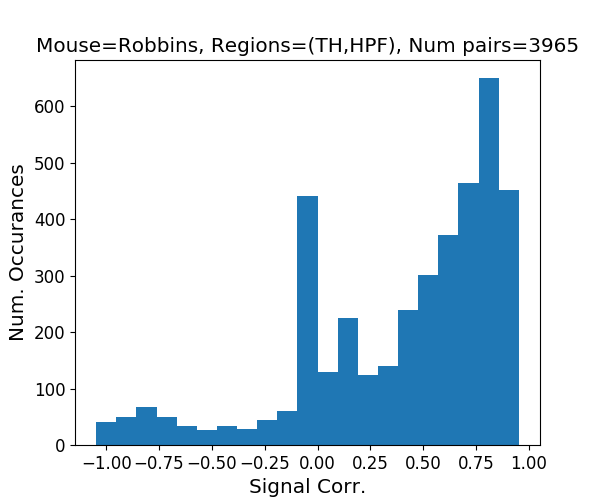 Mouse=Robbins, Regions=(TH,HPF), Num pairs=3965
Num. Occurances
600
500
400
300
200
100
0
−1.00 −0.75 −0.50 −0.25 0.00 0.25 0.50 0.75 1.00
Signal Corr.